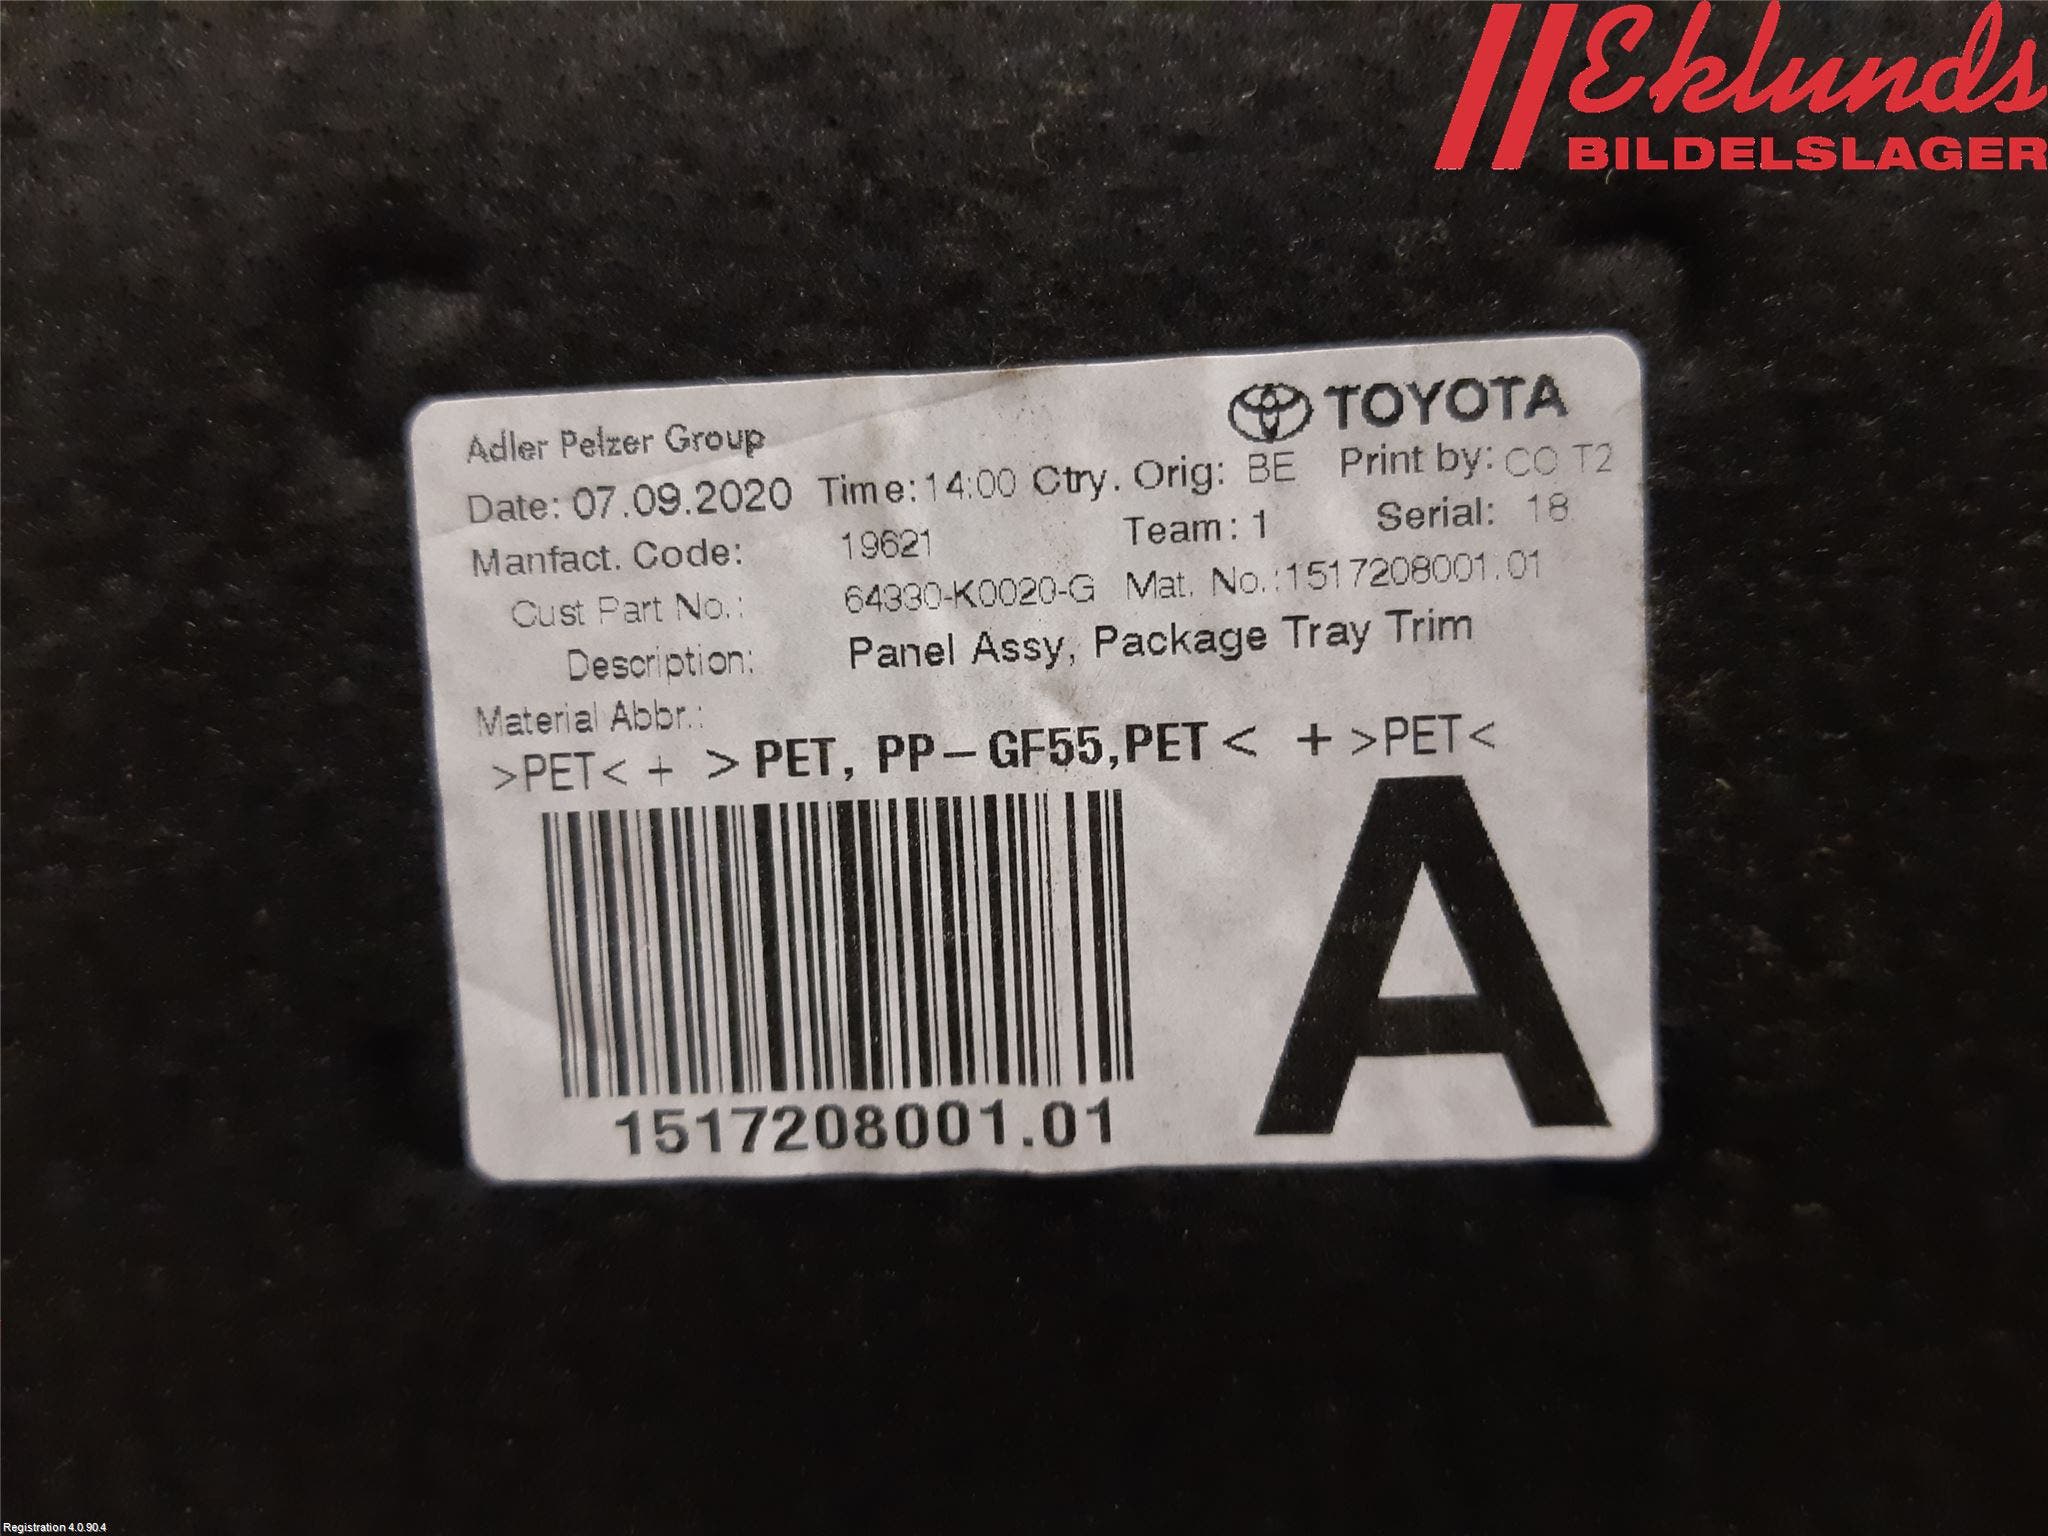 Eklunds
BILDELSLAGER
TOYOTA
Adler Pelzer Group
Date: 07.09.2020 Time: 14:00 Ctry. Orig: BE Print by: CO T2
Manfact. Code: 19621 Team: 1 Serial: 18
Cust Part No.: 64330-K0020-G Mat. No.: 1517208001.01
Description: Panel Assy, Package Tray Trim
Material Abbr.:
>PET< + >PET, PP-GF55,PET< + >PET<
A
1517208001.01
Registration 4.0.90.4